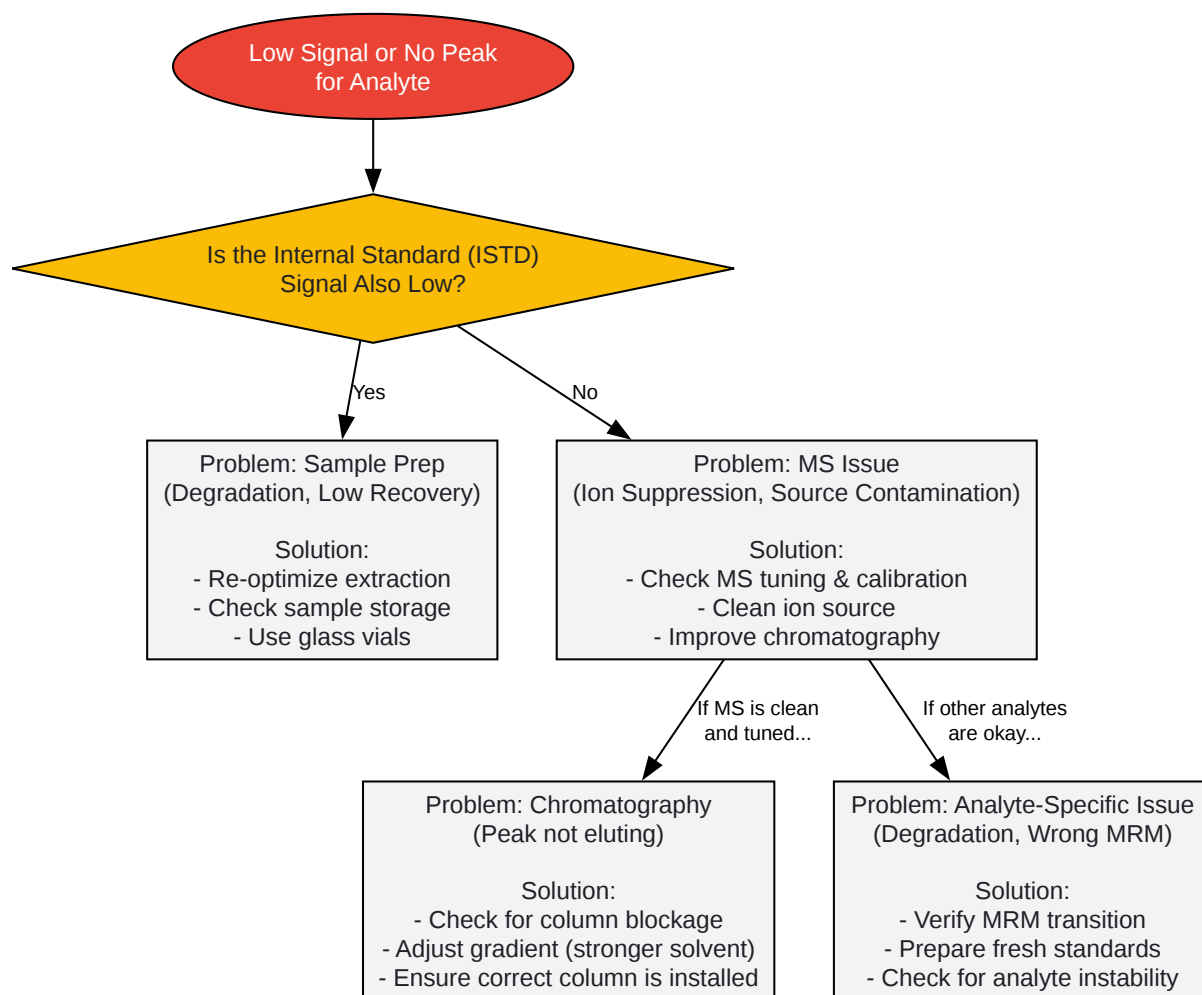 Low Signal or No Peak
for Analyte
Is the Internal Standard (ISTD)
Signal Also Low?
Yes
No
Problem: Sample Prep
(Degradation, Low Recovery)
Solution:
- Re-optimize extraction
- Check sample storage
- Use glass vials
Problem: MS Issue
(Ion Suppression, Source Contamination)
Solution:
- Check MS tuning & calibration
- Clean ion source
- Improve chromatography
If MS is clean
and tuned...
If other analytes
are okay...
Problem: Chromatography
(Peak not eluting)
Solution:
- Check for column blockage
- Adjust gradient (stronger solvent)
- Ensure correct column is installed
Problem: Analyte-Specific Issue
(Degradation, Wrong MRM)
Solution:
- Verify MRM transition
- Prepare fresh standards
- Check for analyte instability